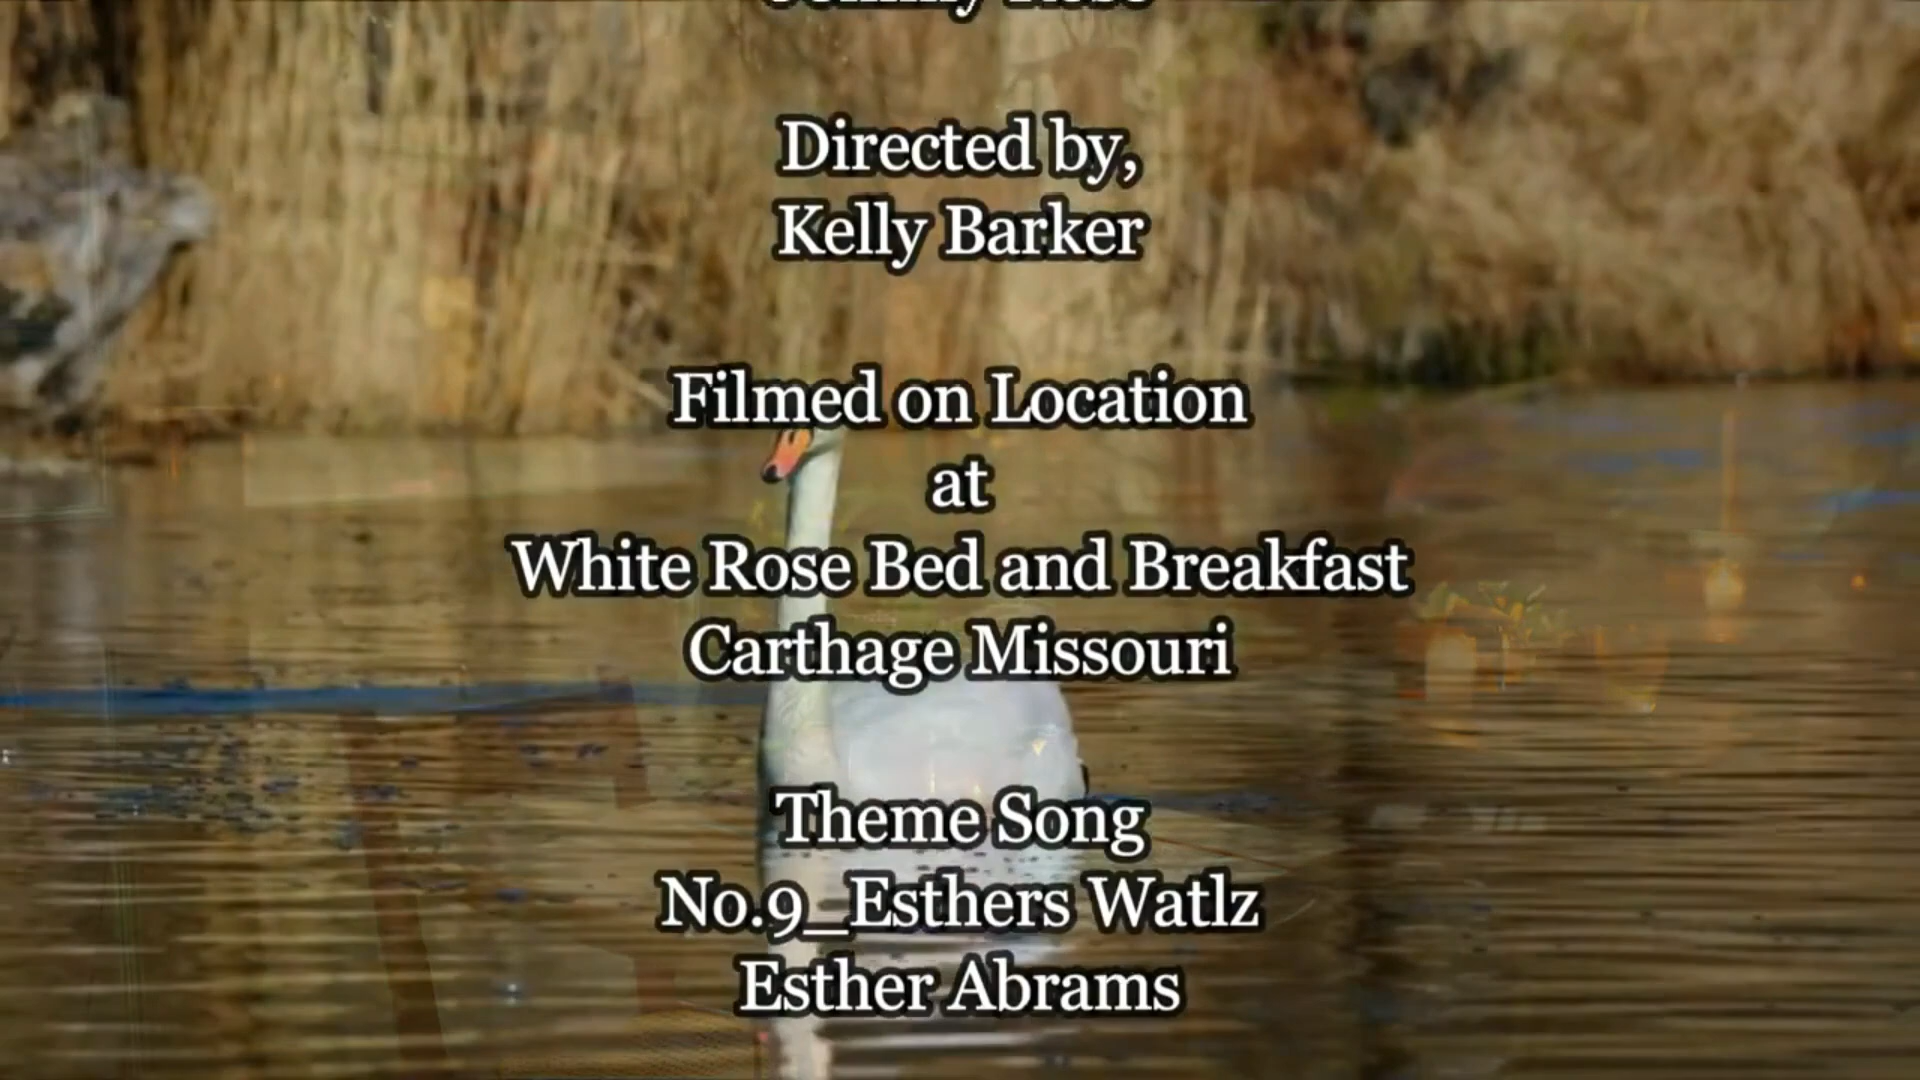 Directed by,
Kelly Barker
Filmed on Location
at
White Rose Bed and Breakfast
Carthage Missouri
Theme Song
No.9_Esthers Watlz
Esther Abrams